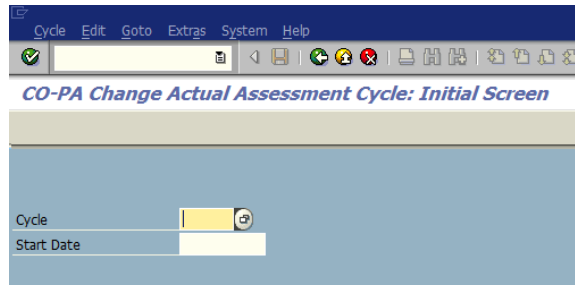 Cycle Edit Goto Extras System Help
CO-PA Change Actual Assessment Cycle: Initial Screen
Cycle
Start Date